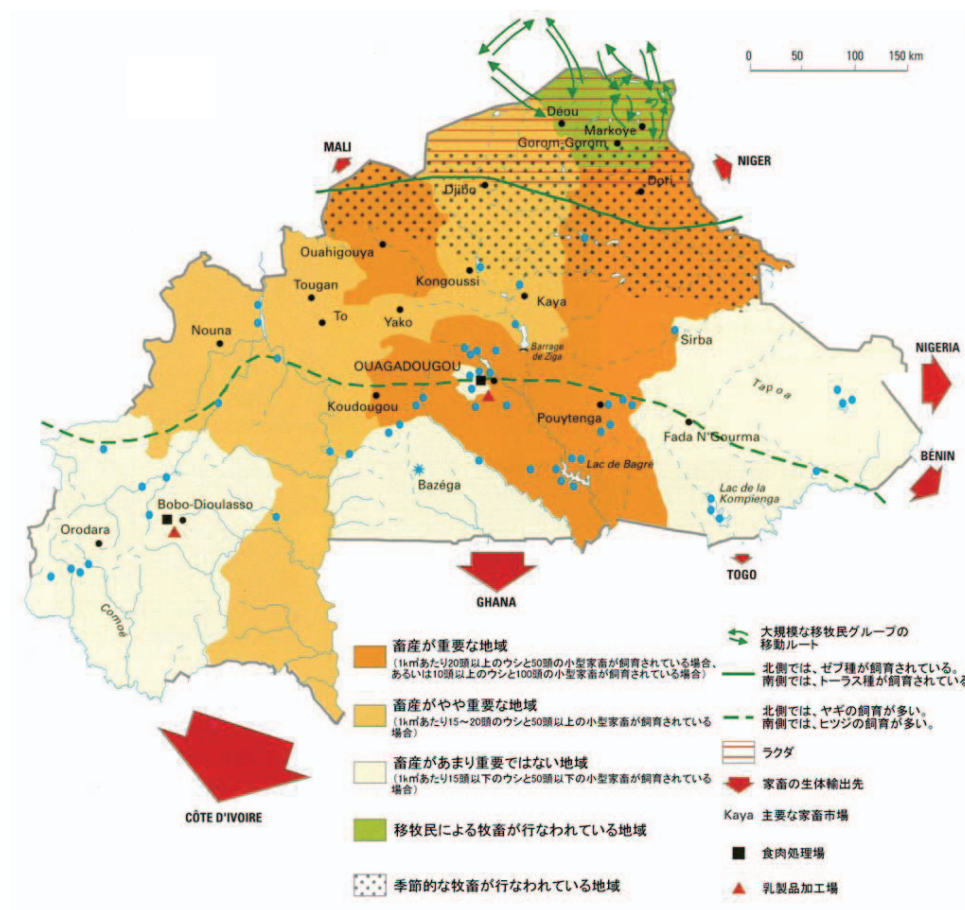 0 50 100 150 km
Déou
Markoye
Gorom-Gorom
MALI
NIGER
Djibo
Dori
Ouahigouya
Kongoussi
Tougan
Kaya
To
Yako
Nouna
Barrage
de Ziga
Sirba
OUAGADOUGOU
NIGERIA
Tapoa
Koudougou
Pouytenga
Fada N'Gourma
BÉNIN
Lac de Bagré
Bazéga
Lac de la
Kompienga
Bobo-Dioulasso
Orodara
Comoé
TOGO
GHANA
CÔTE D'IVOIRE
畜産が重要な地域
(1k㎡あたり20頭以上のウシと50頭の小型家畜が飼育されている場合、
あるいは10頭以上のウシと100頭の小型家畜が飼育されている場合)
畜産がやや重要な地域
(1k㎡あたり15〜20頭のウシと50頭以上の小型家畜が飼育されている
場合)
畜産があまり重要ではない地域
(1k㎡あたり15頭以下のウシと50頭以下の小型家畜が飼育されている
場合)
移牧民による牧畜が行なわれている地域
季節的な牧畜が行なわれている地域
大規模な移牧民グループの
移動ルート
北側では、ゼブ種が飼育されている。
南側では、トーラス種が飼育されている
北側では、ヤギの飼育が多い。
南側では、ヒツジの飼育が多い。
ラクダ
家畜の生体輸出先
Kaya 主要な家畜市場
食肉処理場
乳製品加工場